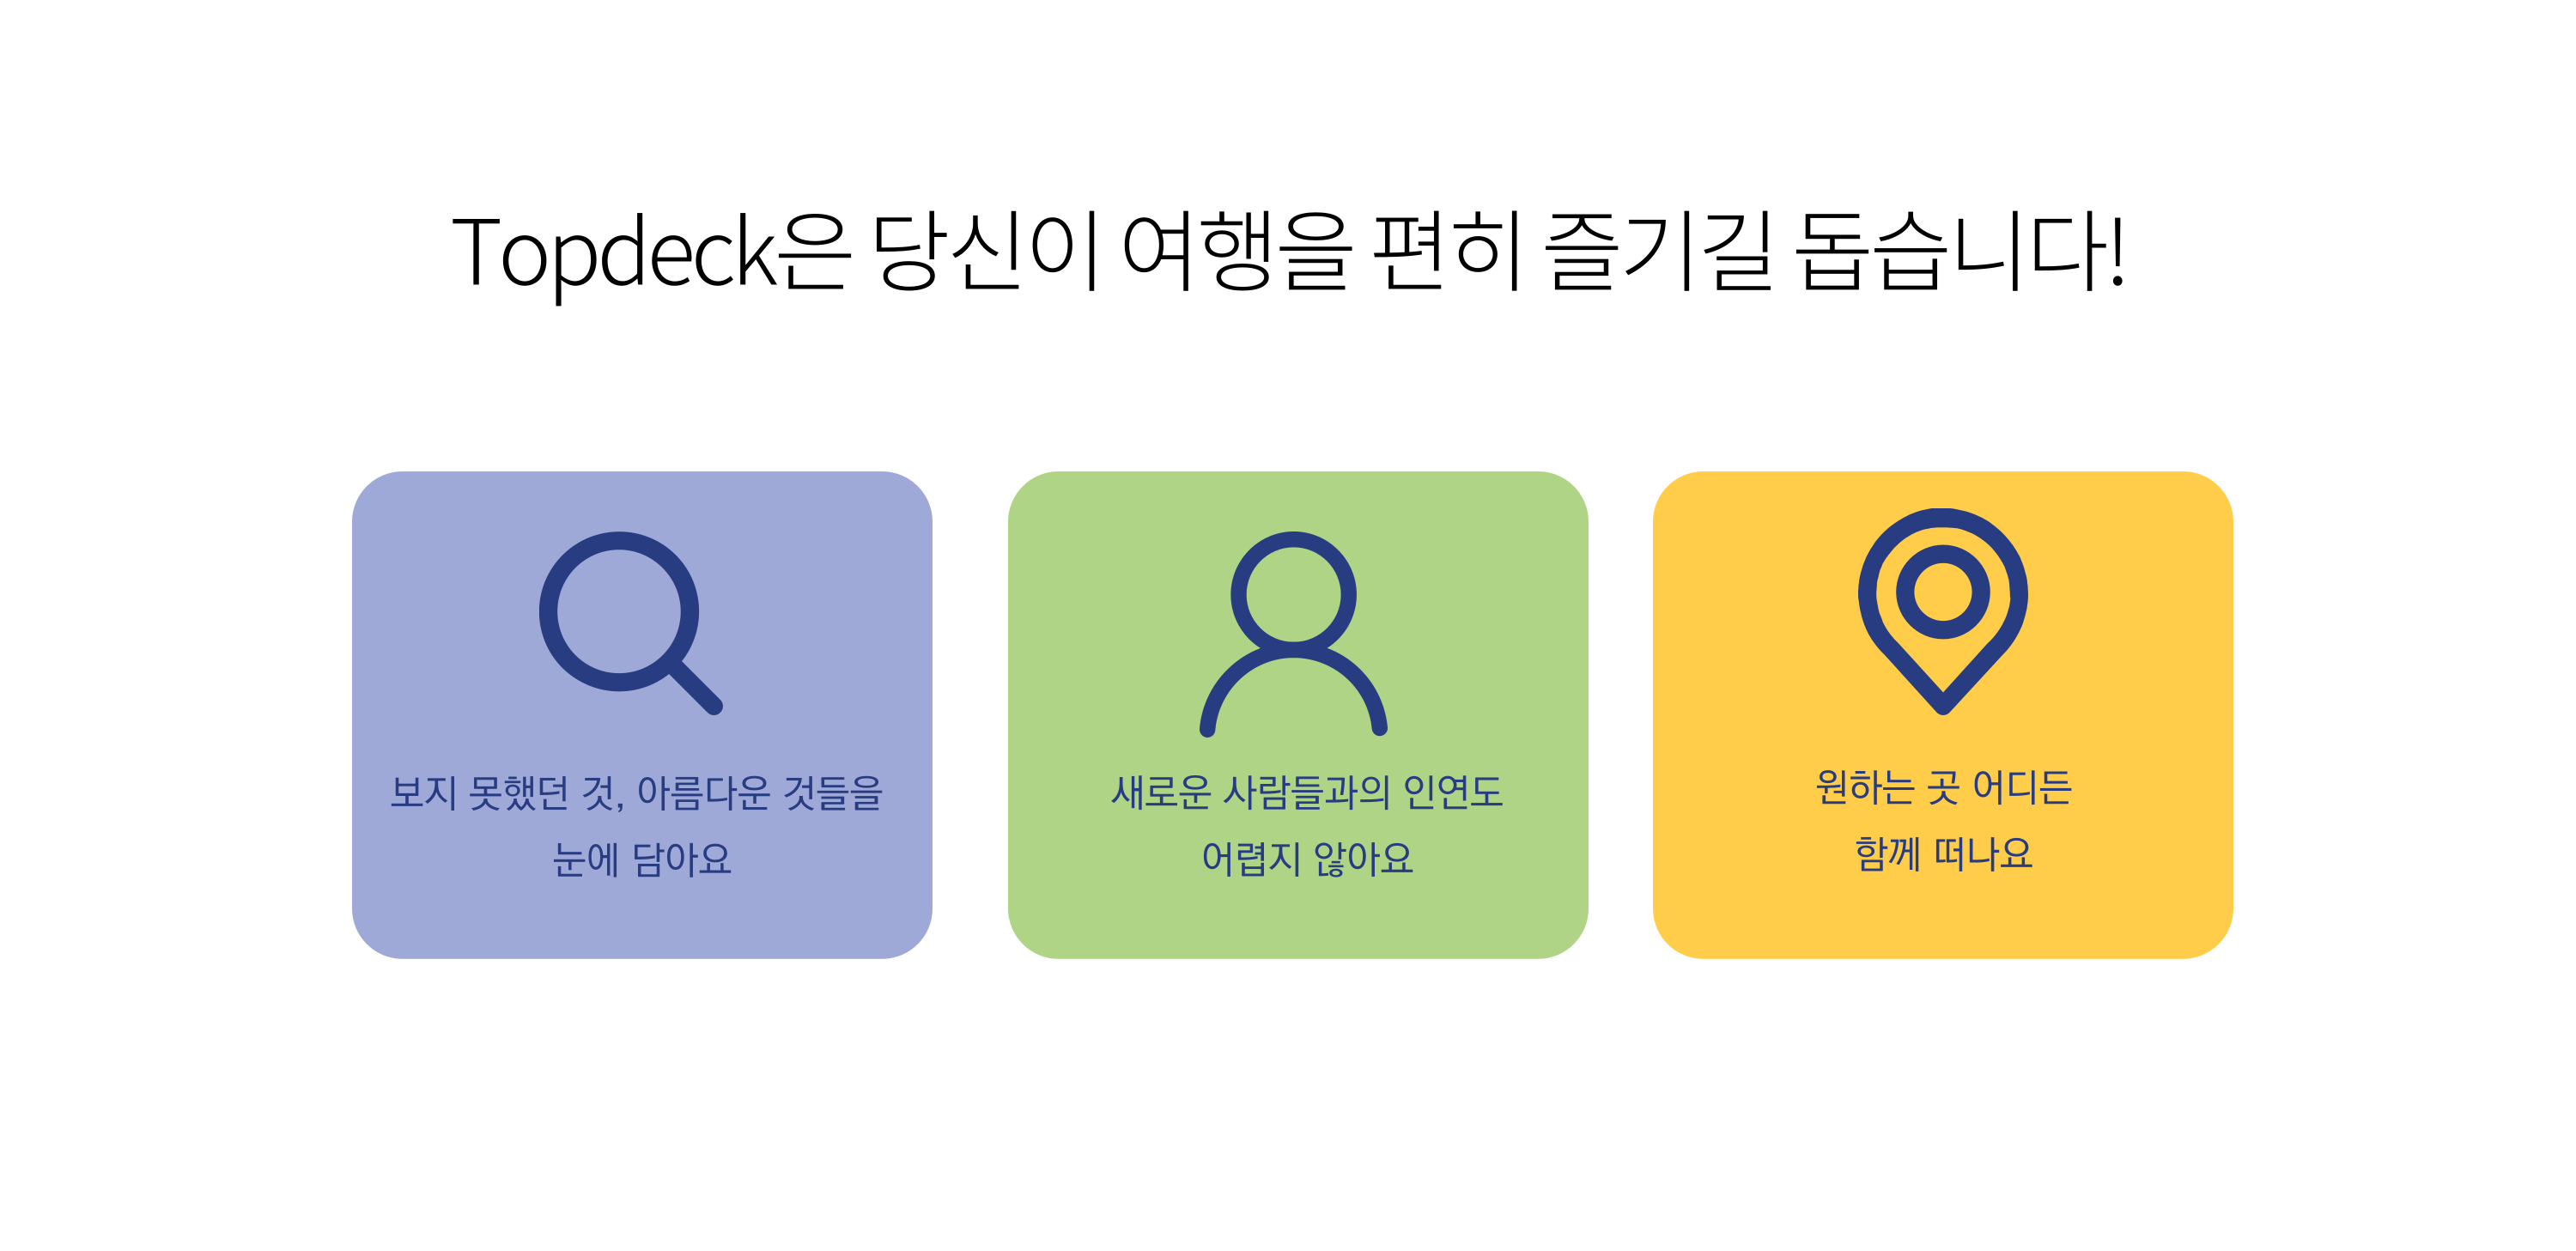 Topdeck은 당신이 여행을 편히 즐기길 돕습니다!
보지 못했던 것, 아름다운 것들을
눈에 담아요
새로운 사람들과의 인연도
어렵지 않아요
원하는 곳 어디든
함께 떠나요